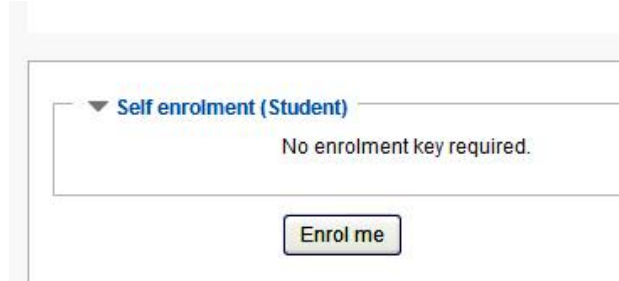 Self enrolment (Student)
No enrolment key required.
Enrol me